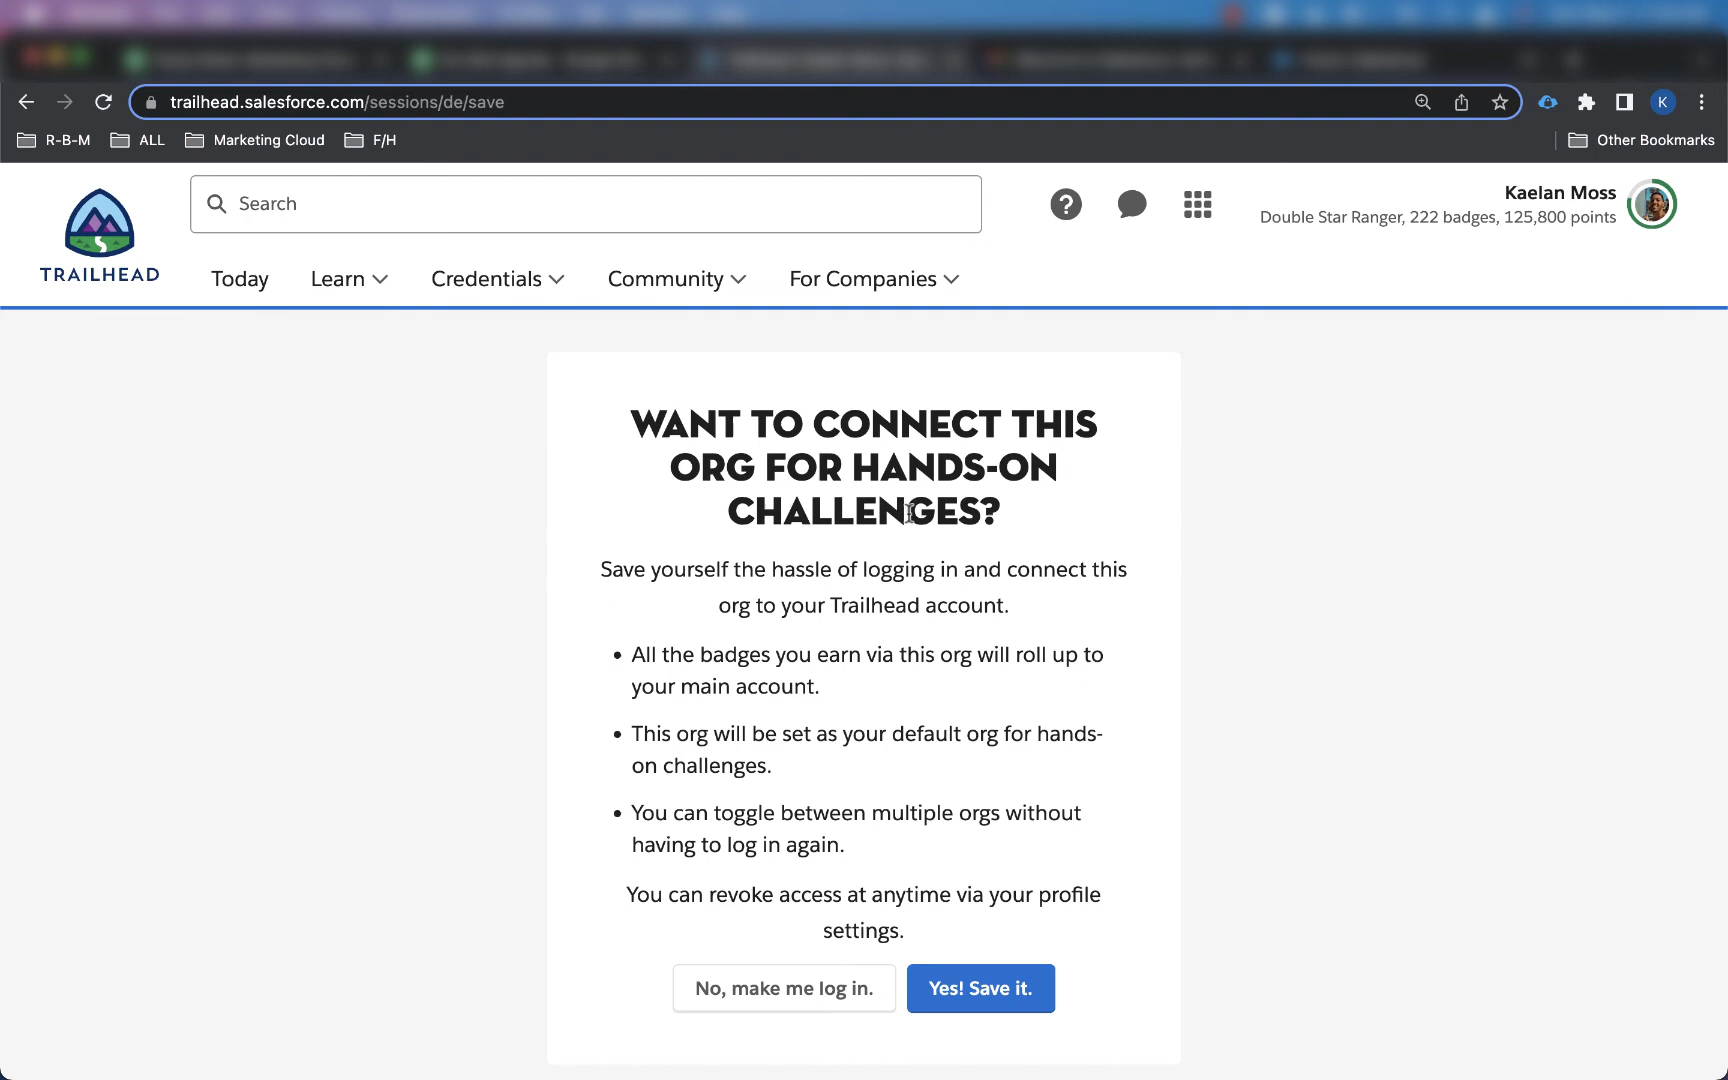 trailhead.salesforce.com/sessions/de/save
K
R-B-M
ALL
Marketing Cloud
F/H
Other Bookmarks
TRAILHEAD
Search
?
Kaelan Moss
Double Star Ranger, 222 badges, 125,800 points
Today
Learn
Credentials
Community
For Companies
WANT TO CONNECT THIS
ORG FOR HANDS-ON
CHALLENGES?
Save yourself the hassle of logging in and connect this
org to your Trailhead account.
• All the badges you earn via this org will roll up to
your main account.
• This org will be set as your default org for hands-
on challenges.
• You can toggle between multiple orgs without
having to log in again.
You can revoke access at anytime via your profile
settings.
No, make me log in.
Yes! Save it.